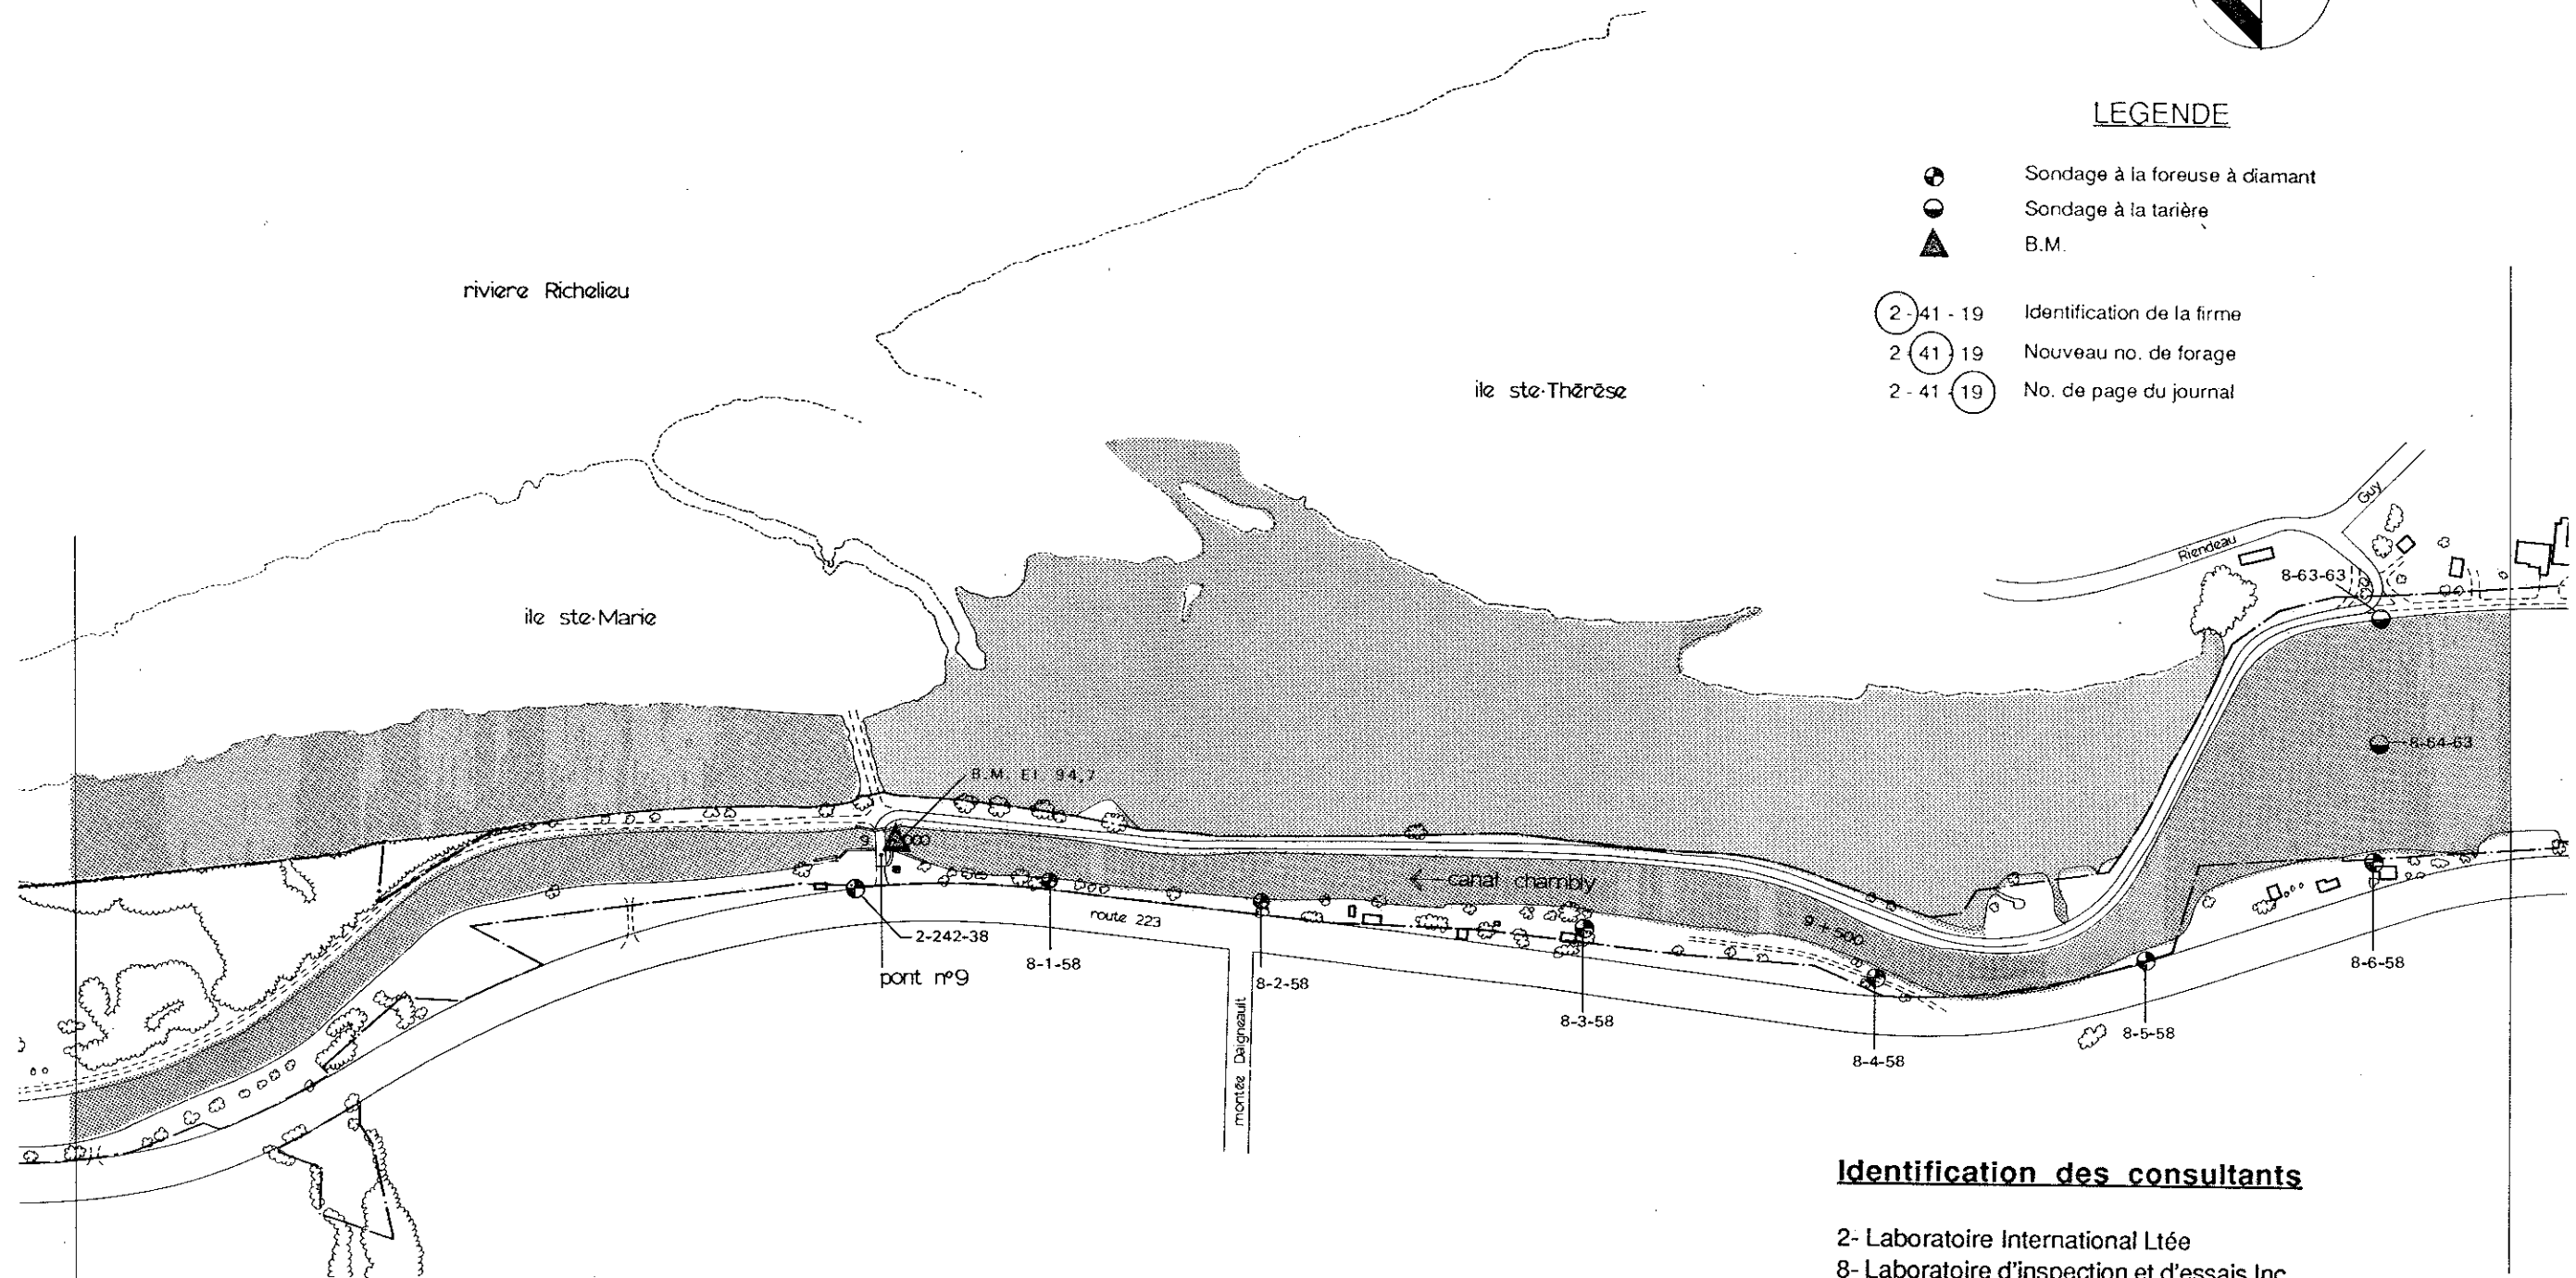 LEGENDE
Sondage à la foreuse à diamant
Sondage à la tarière
B.M.
2 - 41 - 19 Identification de la firme
2 - 41 - 19 Nouveau no. de forage
2 - 41 - 19 No. de page du journal
riviere Richelieu
ile ste-Thérèse
Guy
Riendeau
8-63-63
ile ste-Marie
8-64-63
B.M. El 94,7
canal chambly
route 223
9 + 500
2-242-38
8-1-58
pont nº9
8-2-58
8-3-58
8-4-58
8-5-58
8-6-58
montée Daigneault
Identification des consultants
2- Laboratoire International Ltée
8- Laboratoire d'inspection et d'essais Inc.